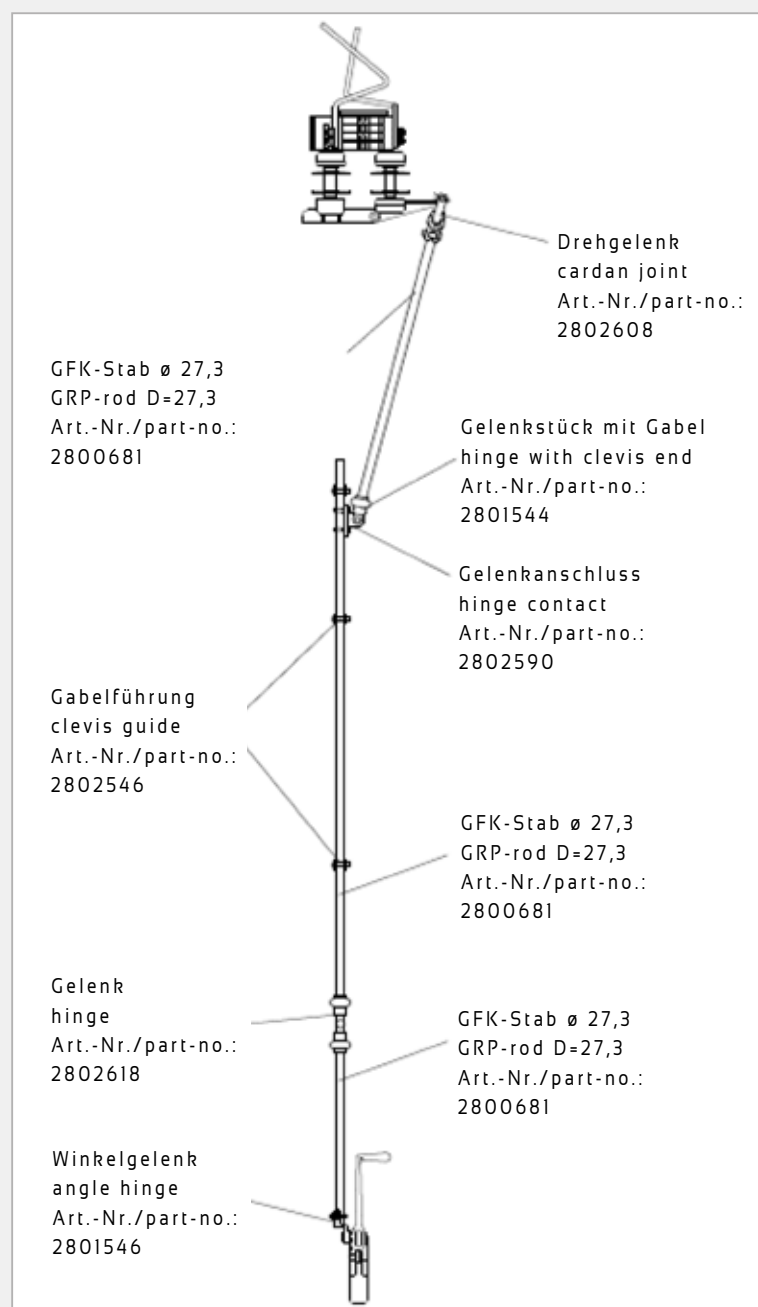 Drehgelenk
cardan joint
Art.-Nr./part-no.:
2802608
GFK-Stab ø 27,3
GRP-rod D=27,3
Art.-Nr./part-no.:
2800681
Gelenkstück mit Gabel
hinge with clevis end
Art.-Nr./part-no.:
2801544
Gelenkanschluss
hinge contact
Art.-Nr./part-no.:
2802590
Gabelführung
clevis guide
Art.-Nr./part-no.:
2802546
GFK-Stab ø 27,3
GRP-rod D=27,3
Art.-Nr./part-no.:
2800681
Gelenk
hinge
Art.-Nr./part-no.:
2802618
GFK-Stab ø 27,3
GRP-rod D=27,3
Art.-Nr./part-no.:
2800681
Winkelgelenk
angle hinge
Art.-Nr./part-no.:
2801546